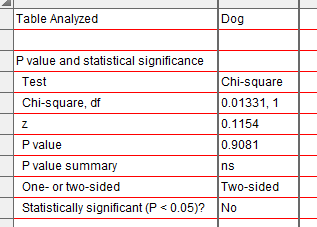 Table Analyzed Dog
P value and statistical significance
Test Chi-square
Chi-square, df 0.01331, 1
z 0.1154
P value 0.9081
P value summary ns
One- or two-sided Two-sided
Statistically significant (P < 0.05)? No